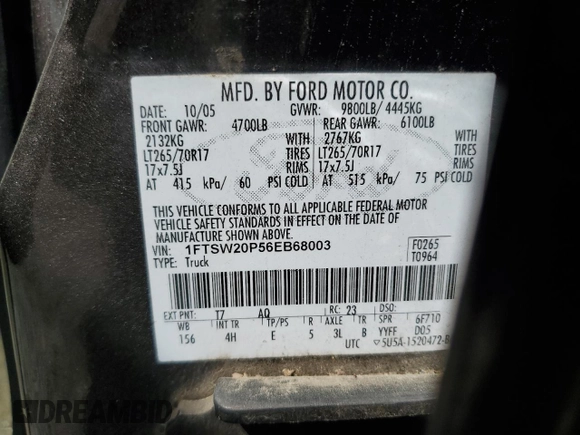 MFD. BY FORD MOTOR CO.
DATE: 10/05 GVWR: 9800LB/ 4445KG
FRONT GAWR: 4700LB REAR GAWR: 6100LB
2132KG WITH 2767KG WITH
LT265/70R17 TIRES LT265/70R17 TIRES
17x7.5J RIMS 17x7.5J RIMS
AT 415 kPa/ 60 PSI COLD AT 515 kPa/ 75 PSI COLD
THIS VEHICLE CONFORMS TO ALL APPLICABLE FEDERAL MOTOR
VEHICLE SAFETY STANDARDS IN EFFECT ON THE DATE OF
MANUFACTURE SHOWN ABOVE.
VIN: 1FTSW20P56EB68003 F0265
TYPE: Truck T0964
EXT PNT: T7 AQ RC: 23 DSO:
WB INT TR TP/PS R AXLE TR SPR 6F710
156 4H E 5 3L B YYFF D05
UTC 5U5A-1520472-B
DREAMBID